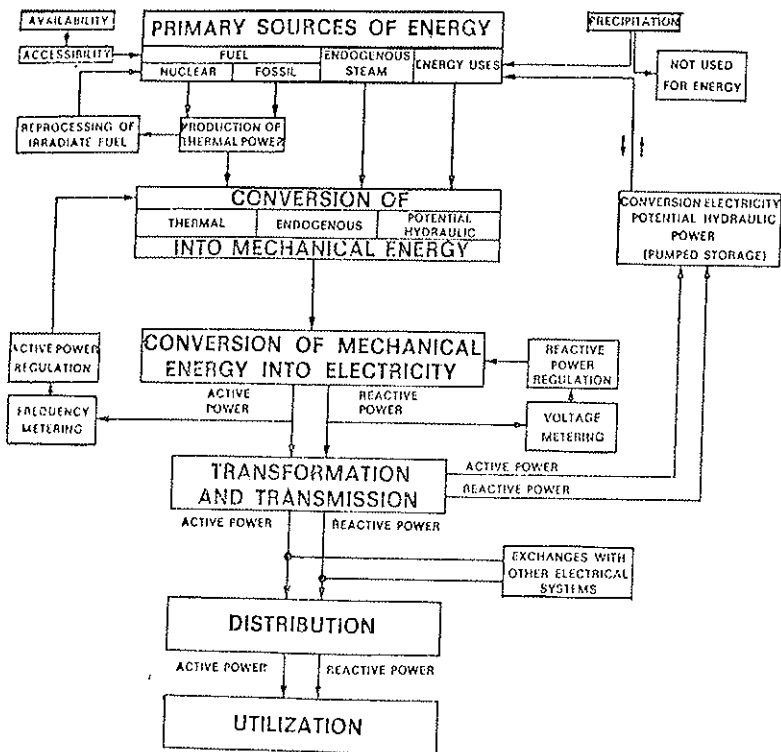 AVAILABILITY
ACCESSIBILITY
PRIMARY SOURCES OF ENERGY
FUEL
NUCLEAR
FOSSIL
ENDOGENOUS
STEAM
ENERGY USES
PRECIPITATION
NOT USED
FOR ENERGY
REPROCESSING OF
IRRADIATE FUEL
PRODUCTION OF
THERMAL POWER
CONVERSION OF
THERMAL
ENDOGENOUS
POTENTIAL
HYDRAULIC
INTO MECHANICAL ENERGY
CONVERSION ELECTRICITY
POTENTIAL HYDRAULIC
POWER
(PUMPED STORAGE)
ACTIVE POWER
REGULATION
CONVERSION OF MECHANICAL
ENERGY INTO ELECTRICITY
REACTIVE
POWER
REGULATION
FREQUENCY
METERING
ACTIVE
POWER
REACTIVE
POWER
VOLTAGE
METERING
TRANSFORMATION
AND TRANSMISSION
ACTIVE POWER
REACTIVE POWER
ACTIVE POWER
REACTIVE POWER
EXCHANGES WITH
OTHER ELECTRICAL
SYSTEMS
DISTRIBUTION
ACTIVE POWER
REACTIVE POWER
UTILIZATION